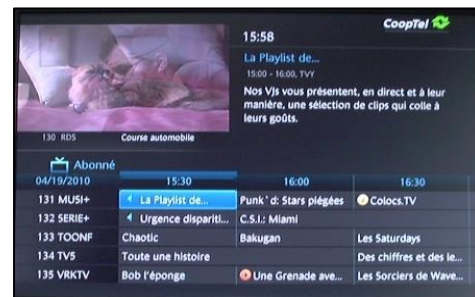 CoopTel
15:58
La Playlist de...
15:00 - 16:00, TVY
Nos VJs vous présentent, en direct et à leur
manière, une sélection de clips qui colle à
leurs goûts.
130 RDS Course automobile
Abonné
04/19/2010 15:30 16:00 16:30
131 MUSI+ La Playlist de... Punk`d: Stars piégées Colocs.TV
132 SERIE+ Urgence dispariti... C.S.I.: Miami
133 TOONF Chaotic Bakugan Les Saturdays
134 TV5 Toute une histoire Des chiffres et des le...
135 VRKTV Bob l'éponge Une Grenade ave... Les Sorciers de Wave...